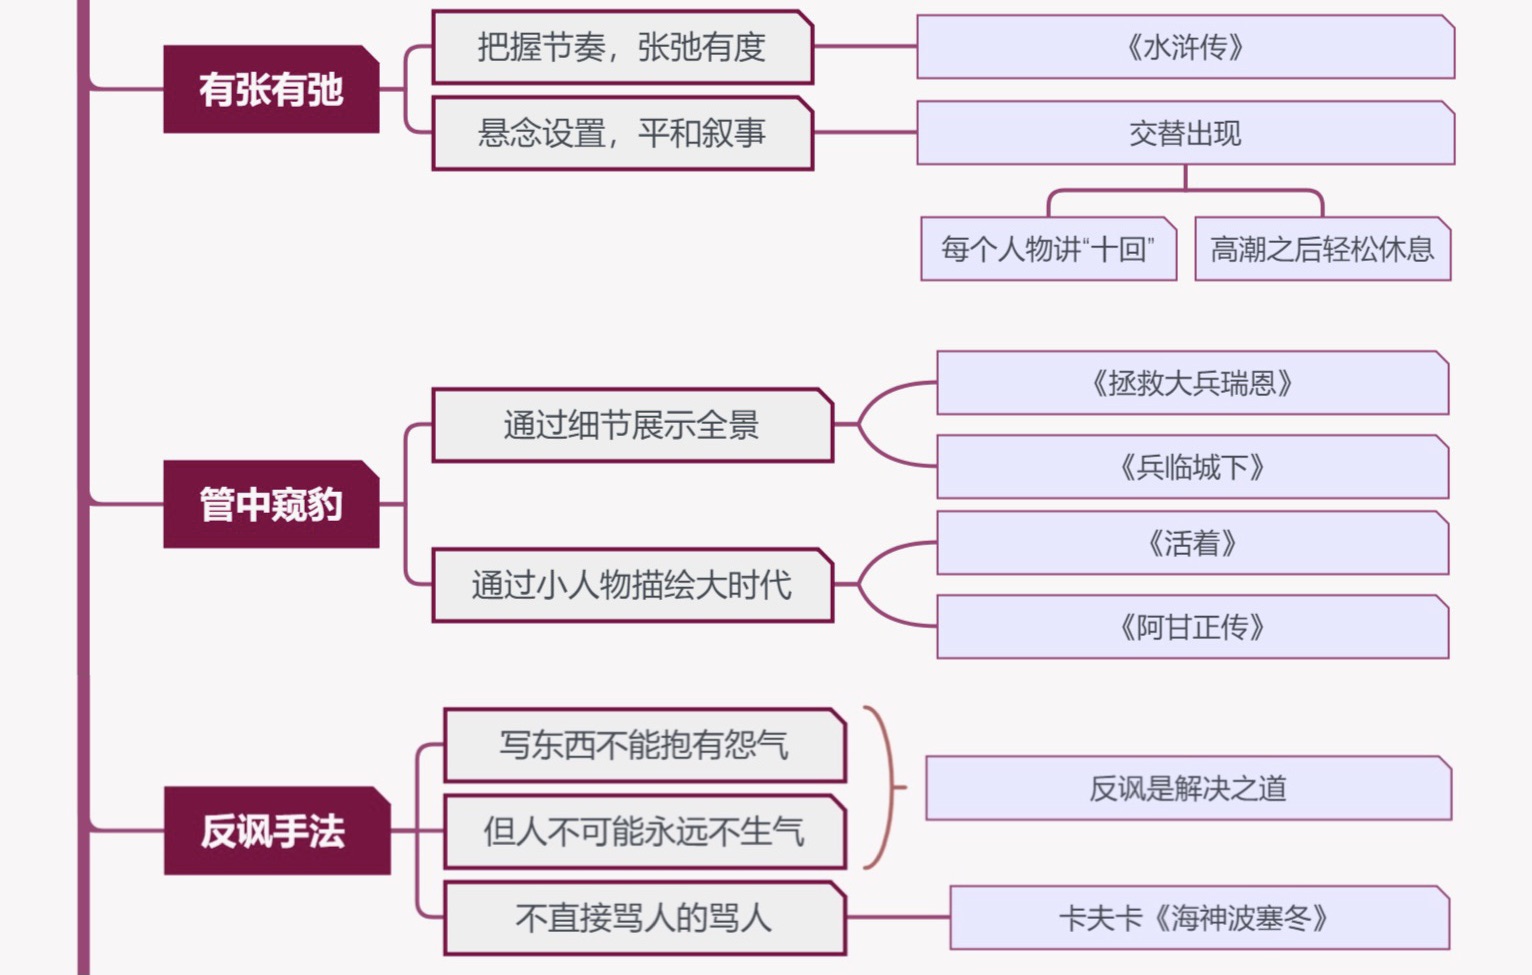 有张有弛
把握节奏，张弛有度
《水浒传》
悬念设置，平和叙事
交替出现
每个人物讲“十回”
高潮之后轻松休息
管中窥豹
通过细节展示全景
《拯救大兵瑞恩》
《兵临城下》
通过小人物描绘大时代
《活着》
《阿甘正传》
反讽手法
写东西不能抱有怨气
但人不可能永远不生气
反讽是解决之道
不直接骂人的骂人
卡夫卡《海神波塞冬》